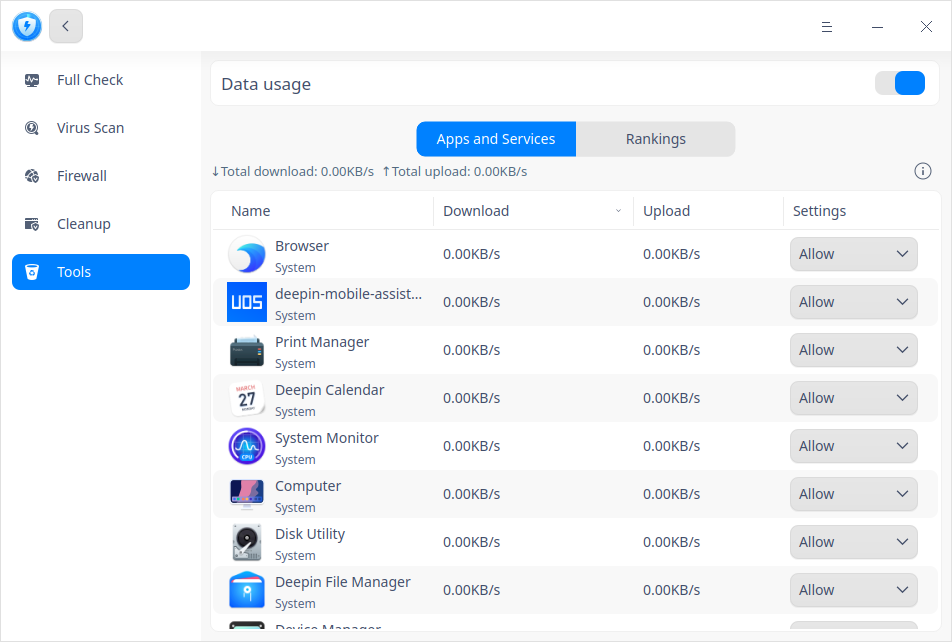 Full Check
Virus Scan
Firewall
Cleanup
Tools
Data usage
Apps and Services
Rankings
↓Total download: 0.00KB/s ↑Total upload: 0.00KB/s
Name Download Upload Settings
Browser
System
0.00KB/s 0.00KB/s Allow
UOS
deepin-mobile-assist...
System
0.00KB/s 0.00KB/s Allow
Print Manager
System
0.00KB/s 0.00KB/s Allow
MARCH
27
Deepin Calendar
System
0.00KB/s 0.00KB/s Allow
CPU
System Monitor
System
0.00KB/s 0.00KB/s Allow
Computer
System
0.00KB/s 0.00KB/s Allow
Disk Utility
System
0.00KB/s 0.00KB/s Allow
Deepin File Manager
System
0.00KB/s 0.00KB/s Allow
Device Manager